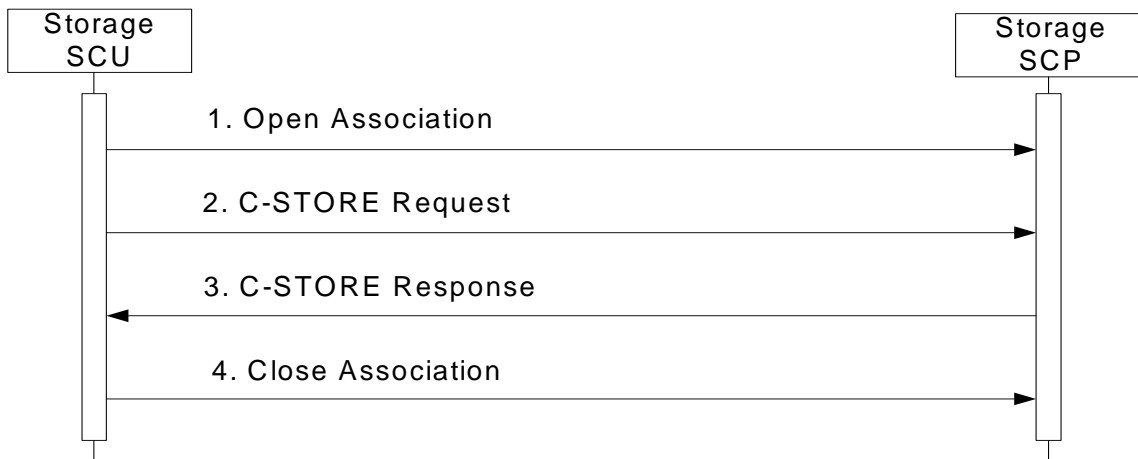 Storage
SCU
Storage
SCP
1. Open Association
2. C-STORE Request
3. C-STORE Response
4. Close Association